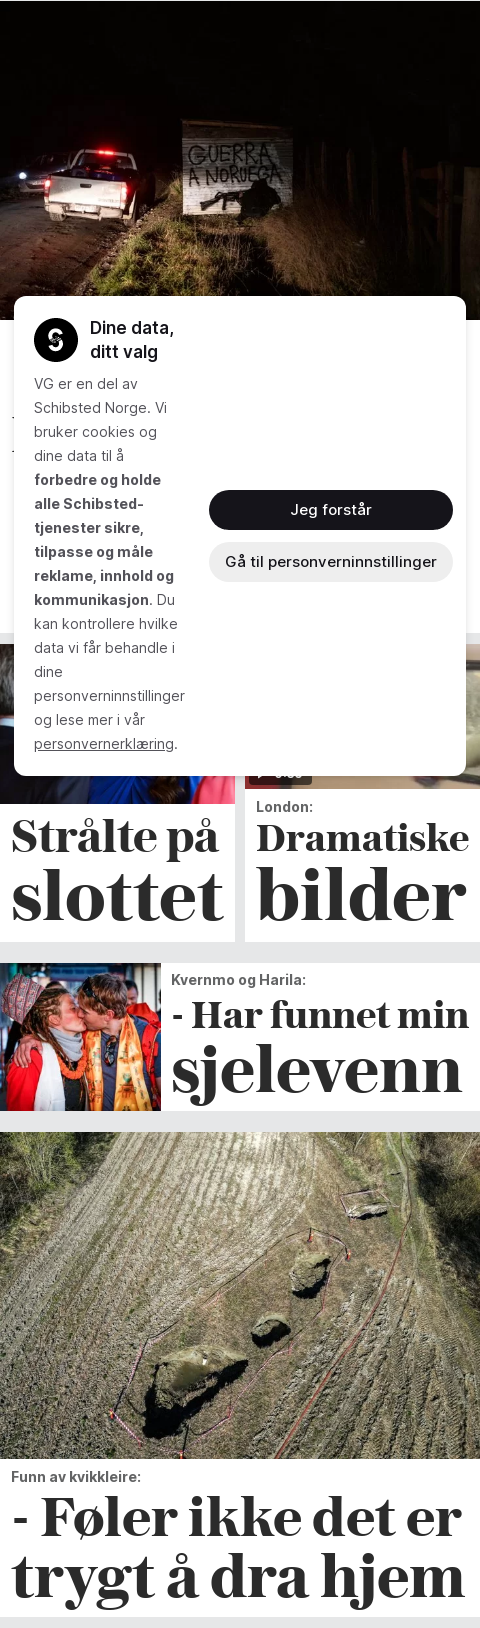 GUERRA
A NORUEGA
Dine data,
ditt valg
VG er en del av
Schibsted Norge. Vi
bruker cookies og
dine data til å
forbedre og holde
alle Schibsted-
tjenester sikre,
tilpasse og måle
reklame, innhold og
kommunikasjon. Du
kan kontrollere hvilke
data vi får behandle i
dine
personverninnstillinger
og lese mer i vår
personvernerklæring.
Jeg forstår
Gå til personverninnstillinger
Strålte på
slottet
London:
Dramatiske
bilder
Kvernmo og Harila:
- Har funnet min
sjelevenn
Funn av kvikkleire:
- Føler ikke det er
trygt å dra hjem